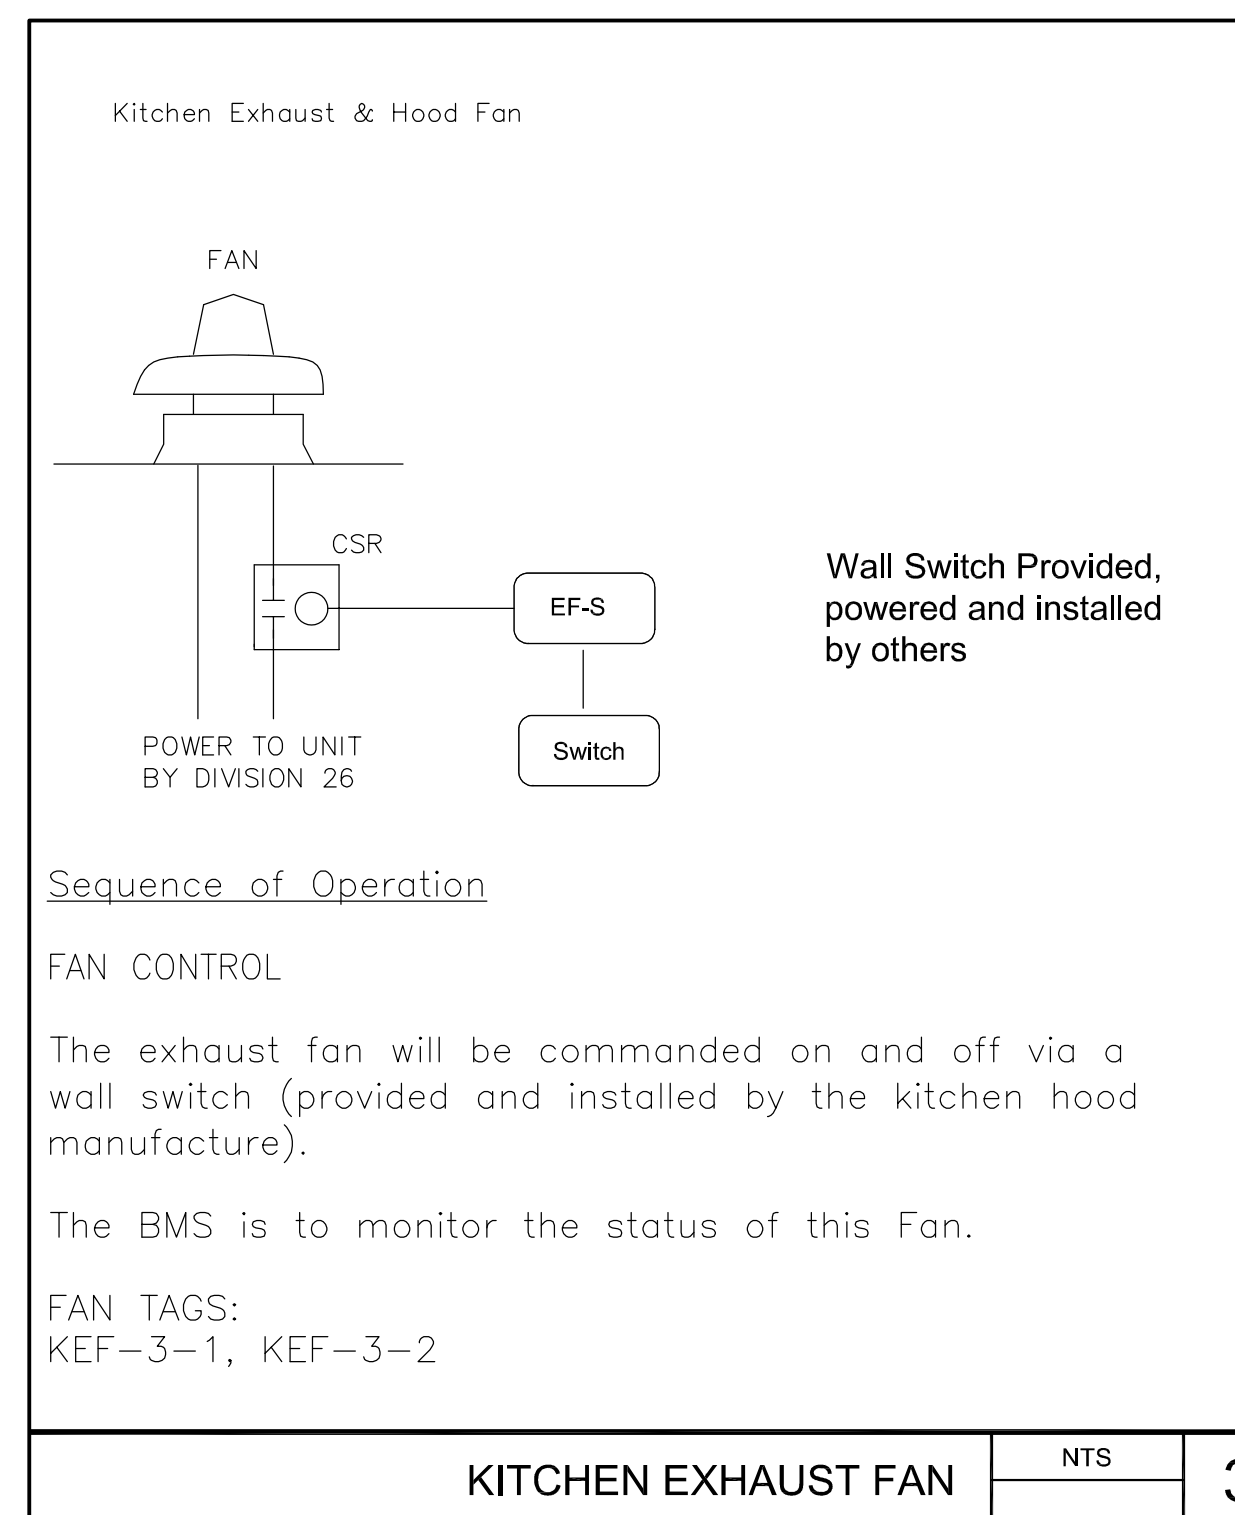 Kitchen Exhaust & Hood Fan
FAN
CSR
EF-S
Wall Switch Provided,
powered and installed
by others
POWER TO UNIT
BY DIVISION 26
Switch
Sequence of Operation
FAN CONTROL
The exhaust fan will be commanded on and off via a
wall switch (provided and installed by the kitchen hood
manufacture).
The BMS is to monitor the status of this Fan.
FAN TAGS:
KEF-3-1, KEF-3-2
KITCHEN EXHAUST FAN
NTS